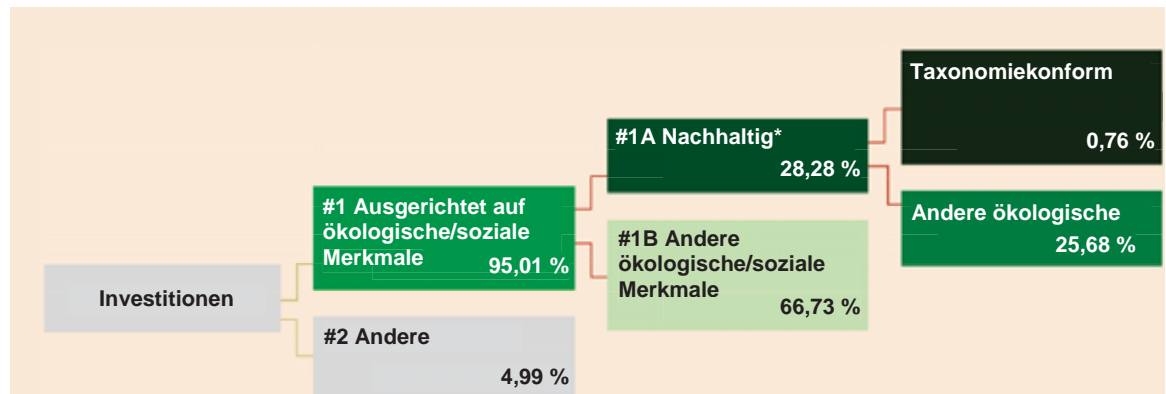 Taxonomiekonform
0,76 %
#1A Nachhaltig*
28,28 %
Andere ökologische
25,68 %
#1 Ausgerichtet auf
ökologische/soziale
Merkmale 95,01 %
#1B Andere
ökologische/soziale
Merkmale
66,73 %
Investitionen
#2 Andere
4,99 %